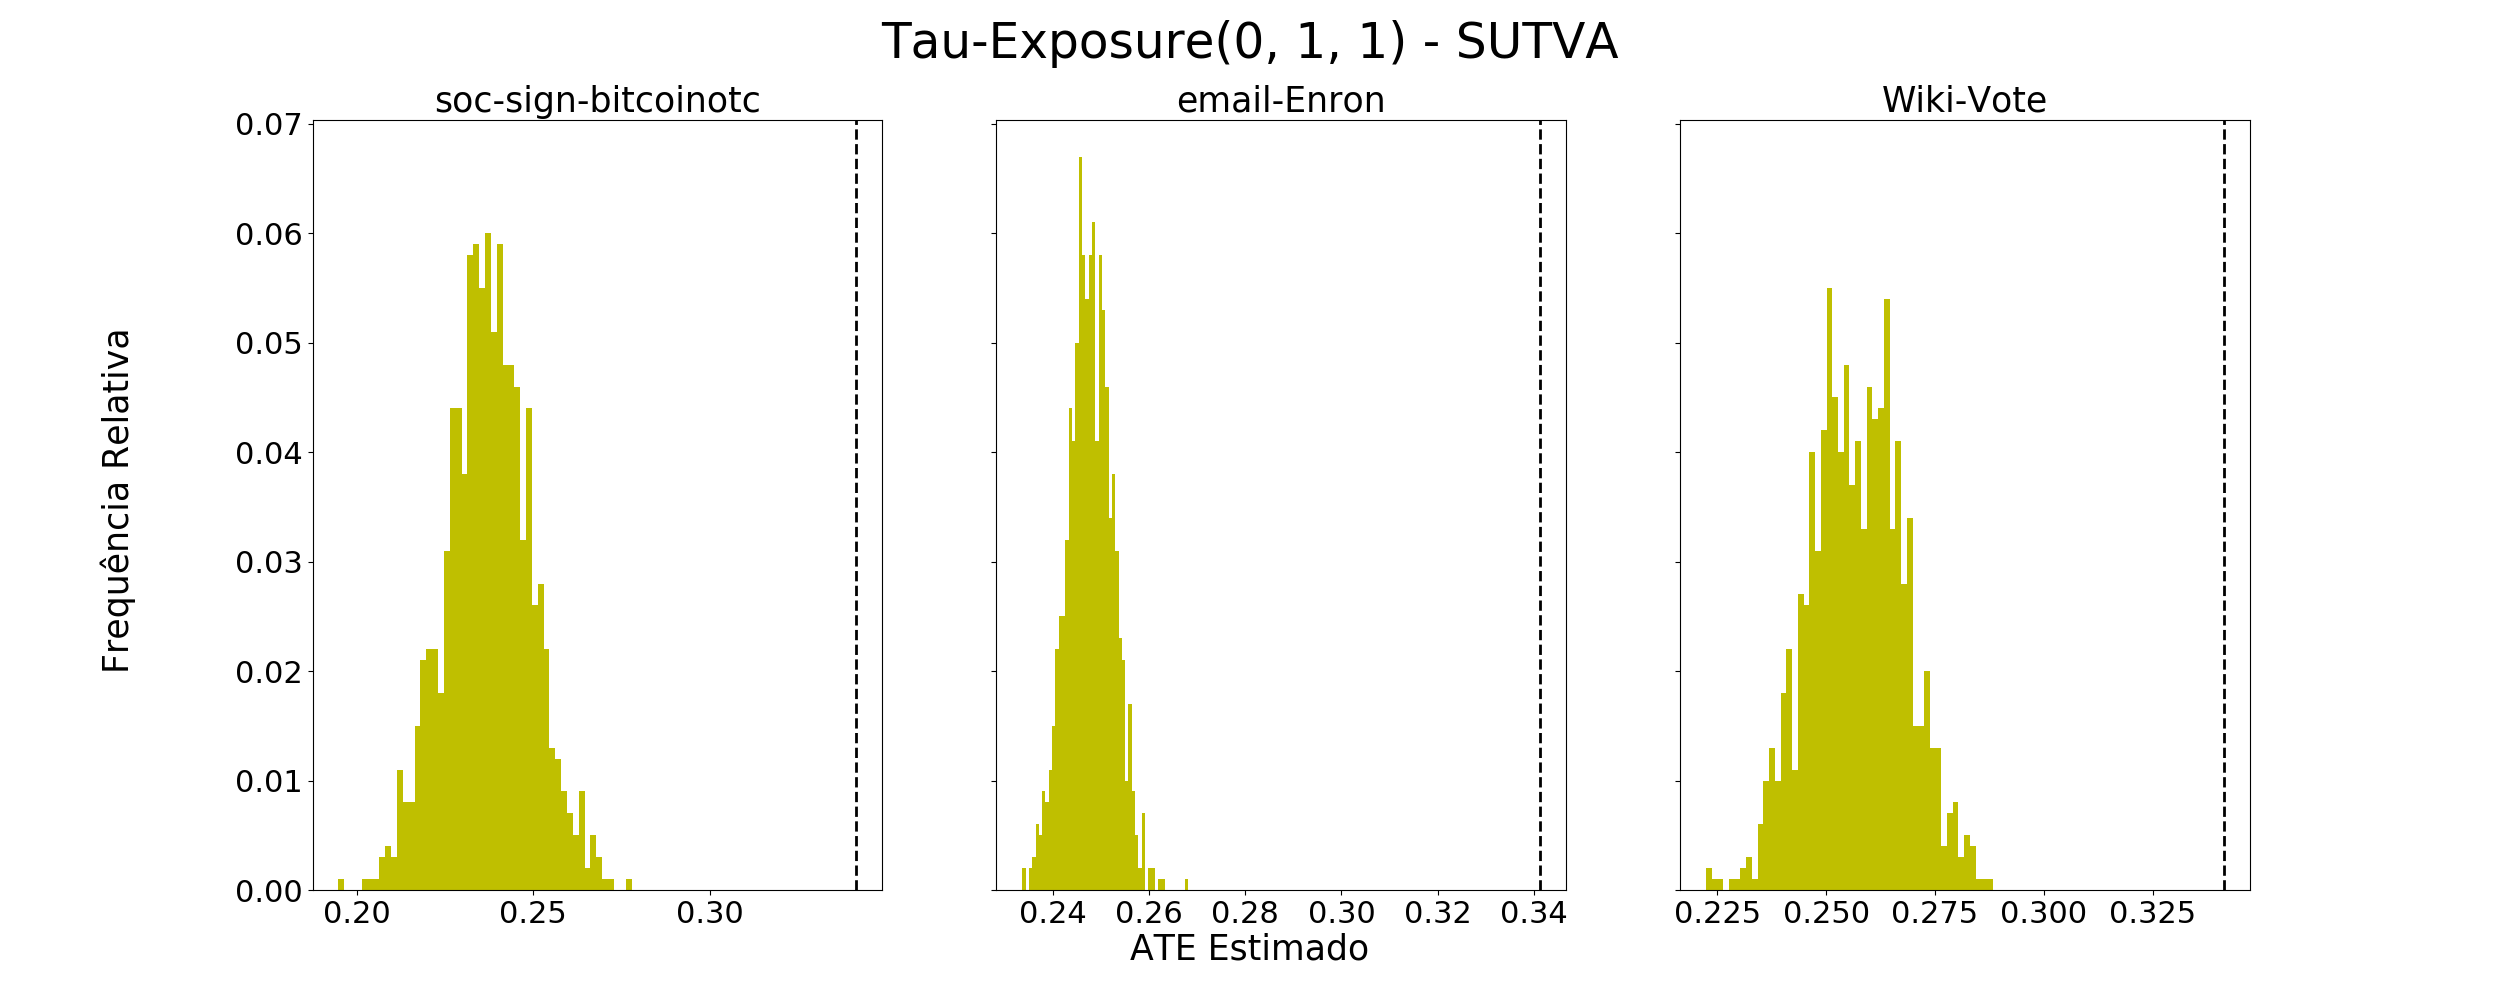 Tau-Exposure(0, 1, 1) - SUTVA
soc-sign-bitcoinotc
email-Enron
Wiki-Vote
Frequência Relativa
0.07
0.06
0.05
0.04
0.03
0.02
0.01
0.00
0.20 0.25 0.30
0.24 0.26 0.28 0.30 0.32 0.34
0.225 0.250 0.275 0.300 0.325
ATE Estimado